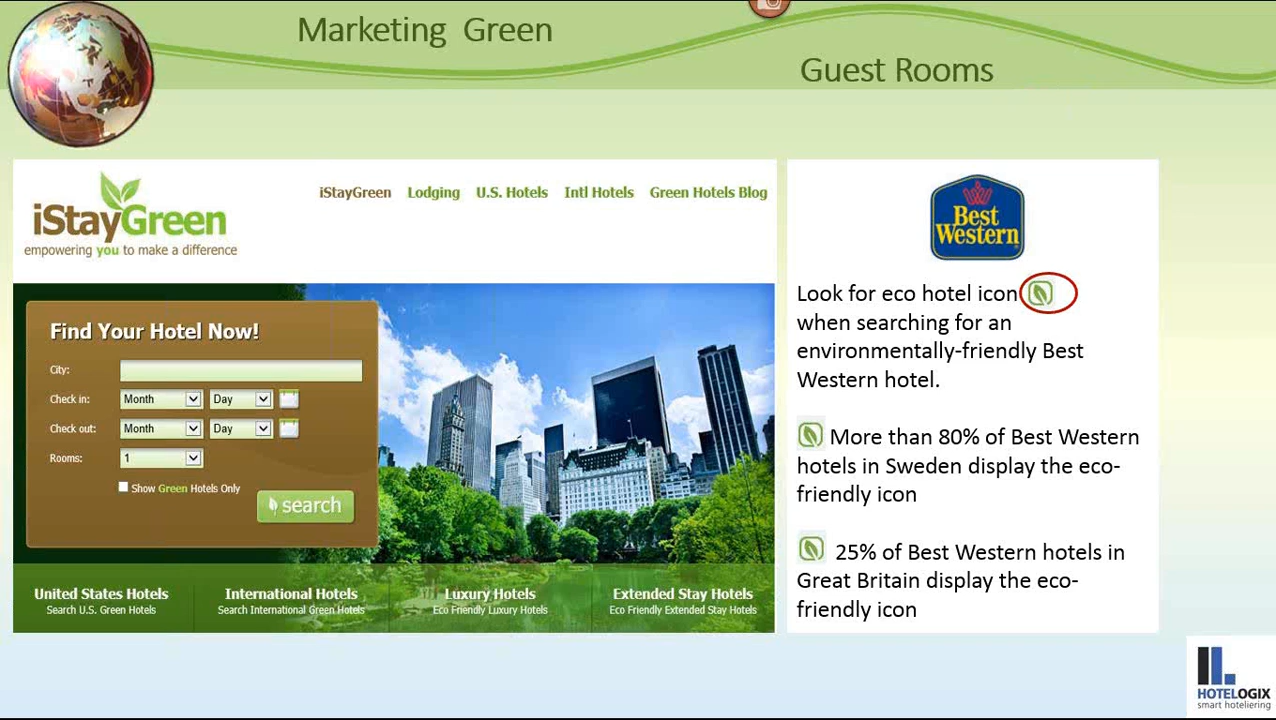 Marketing Green
Guest Rooms
iStayGreen
empowering you to make a difference
iStayGreen Lodging U.S. Hotels Intl Hotels Green Hotels Blog
Find Your Hotel Now!
City:
Check in: Month Day
Check out: Month Day
Rooms: 1
Show Green Hotels Only
search
United States Hotels
Search U.S. Green Hotels
International Hotels
Search International Green Hotels
Luxury Hotels
Eco Friendly Luxury Hotels
Extended Stay Hotels
Eco Friendly Extended Stay Hotels
Best
Western
Look for eco hotel icon
when searching for an
environmentally-friendly Best
Western hotel.
More than 80% of Best Western
hotels in Sweden display the eco-
friendly icon
25% of Best Western hotels in
Great Britain display the eco-
friendly icon
HOTELOGIX
smart hoteliering